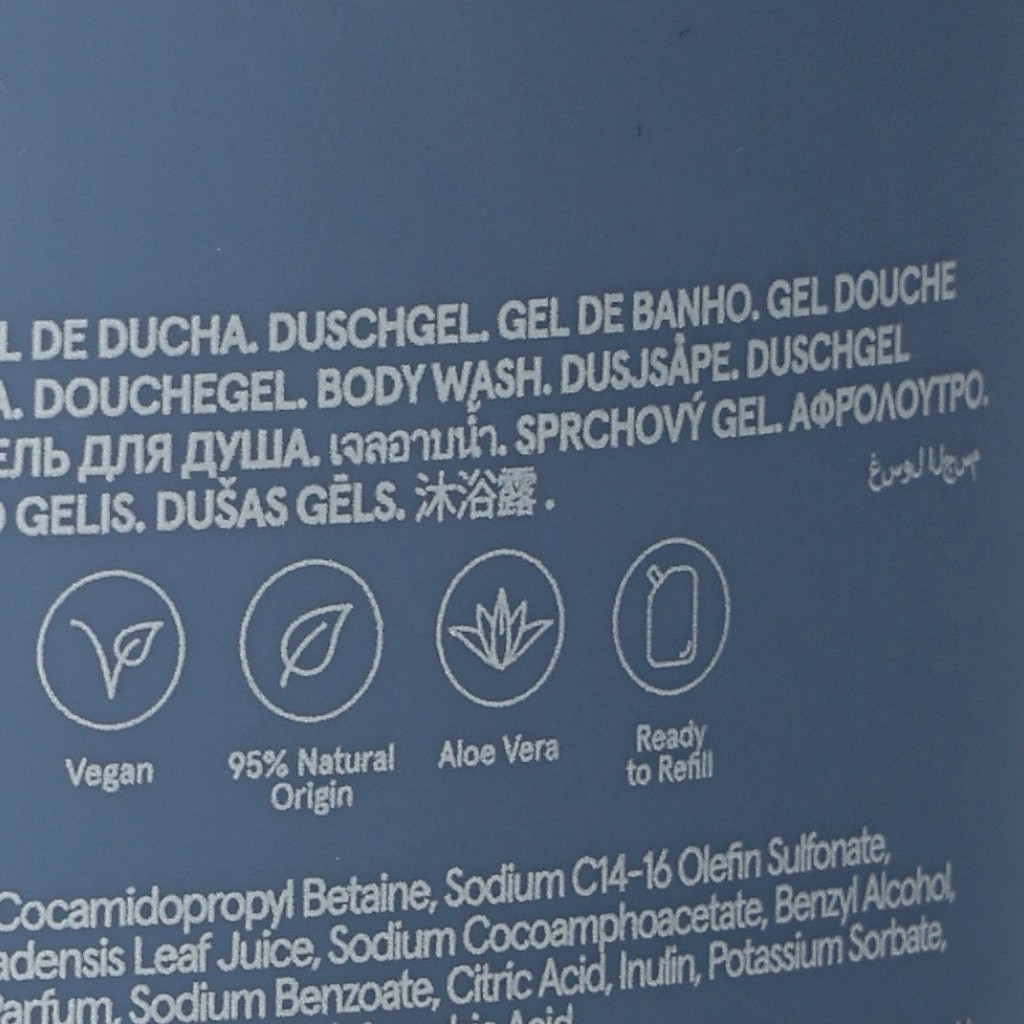 DE DUCHA. DUSCHGEL. GEL DE BANHO. GEL DOUCHE
DOUCHEGEL. BODY WASH. DUSJSÅPE. DUSCHGEL
ДЛЯ ДУША. เจลอาบน้ำ. SPRCHOVÝ GEL. ΑΦΡΟΛΟΥΤΡΟ.
GELIS. DUŠAS GĒLS. 沐浴露.
غسول الجسم
Vegan
95% Natural
Origin
Aloe Vera
Ready
to Refill
Cocamidopropyl Betaine, Sodium C14-16 Olefin Sulfonate,
Leaf Juice, Sodium Cocoamphoacetate, Benzyl Alcohol,
Parfum, Sodium Benzoate, Citric Acid, Inulin, Potassium Sorbate,
Acid